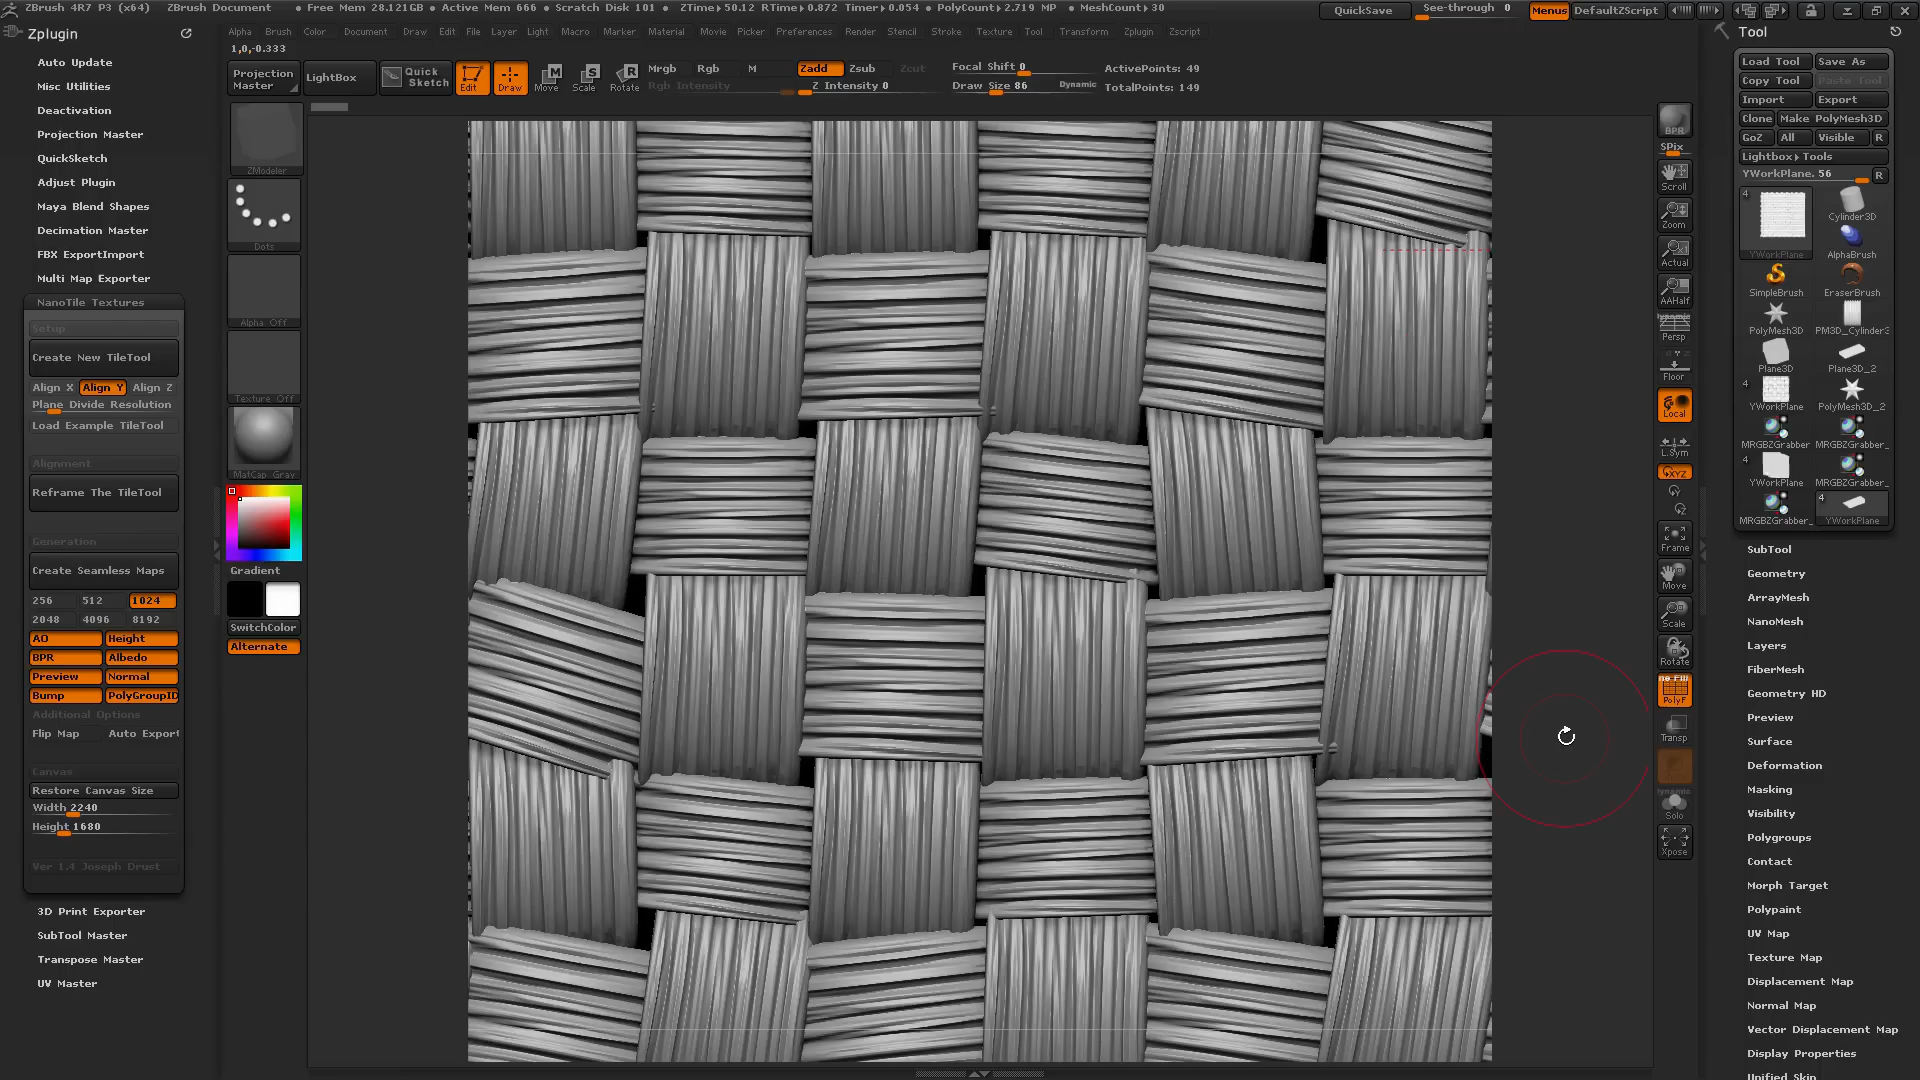 ZBrush 4R7 P3 (x64) ZBrush Document • Free Mem 28.121GB • Active Mem 666 • Scratch Disk 101 • ZTime▸50.12 RTime▸0.872 Timer▸0.054 • PolyCount▸2.719 MP • MeshCount▸30 QuickSave See-through 0 Menus DefaultZScript
Zplugin
Alpha Brush Color Document Draw Edit File Layer Light Macro Marker Material Movie Picker Preferences Render Stencil Stroke Texture Tool Transform Zplugin Zscript
Tool
1,0,-0.333
Projection Master
LightBox
Quick Sketch
Edit
Draw
Move
Scale
Rotate
Mrgb Rgb M
Rgb Intensity
Zadd Zsub Zcut
Z Intensity 0
Focal Shift 0
Draw Size 86 Dynamic
ActivePoints: 49
TotalPoints: 149
Auto Update
Misc Utilities
Deactivation
Projection Master
QuickSketch
Adjust Plugin
Maya Blend Shapes
Decimation Master
FBX ExportImport
Multi Map Exporter
NanoTile Textures
Setup
Create New TileTool
Align X Align Y Align Z
Plane Divide Resolution
Load Example TileTool
Alignment
Reframe The TileTool
Generation
Create Seamless Maps
256 512 1024
2048 4096 8192
AO Height
BPR Albedo
Preview Normal
Bump PolyGroupID
Additional Options
Flip Map Auto Export
Canvas
Restore Canvas Size
Width 2240
Height 1680
Ver 1.4 Joseph Drust
3D Print Exporter
SubTool Master
Transpose Master
UV Master
ZModeler
Dots
Alpha Off
Texture Off
MatCap Gray
Gradient
SwitchColor
Alternate
BPR
SPix
Scroll
Zoom
Actual
AAHalf
Dynamic
Persp
Floor
Local
L.Sym
XYZ
Frame
Move
Scale
Rotate
PolyF
Transp
Dynamic
Solo
Xpose
Load Tool Save As
Copy Tool Paste Tool
Import Export
Clone Make PolyMesh3D
GoZ All Visible R
Lightbox▸Tools
YWorkPlane. 56 R
4
YWorkPlane
Cylinder3D
AlphaBrush
SimpleBrush EraserBrush
PolyMesh3D PM3D_Cylinder3
Plane3D Plane3D_2
4
YWorkPlane PolyMesh3D_2
MRGBZGrabber MRGBZGrabber_
4
YWorkPlane MRGBZGrabber_
4
MRGBZGrabber_ YWorkPlane
SubTool
Geometry
ArrayMesh
NanoMesh
Layers
FiberMesh
Geometry HD
Preview
Surface
Deformation
Masking
Visibility
Polygroups
Contact
Morph Target
Polypaint
UV Map
Texture Map
Displacement Map
Normal Map
Vector Displacement Map
Display Properties
Unified Skin